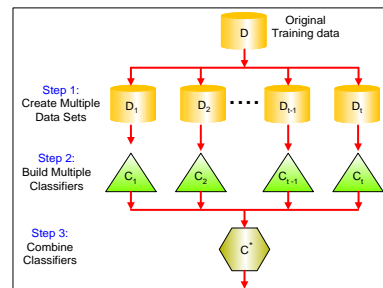 Original
D
Training data
Step 1:
Create Multiple
Data Sets
D1 D2 .... Dt-1 Dt
Step 2:
Build Multiple
Classifiers
C1 C2 Ct-1 Ct
Step 3:
Combine
Classifiers
C*